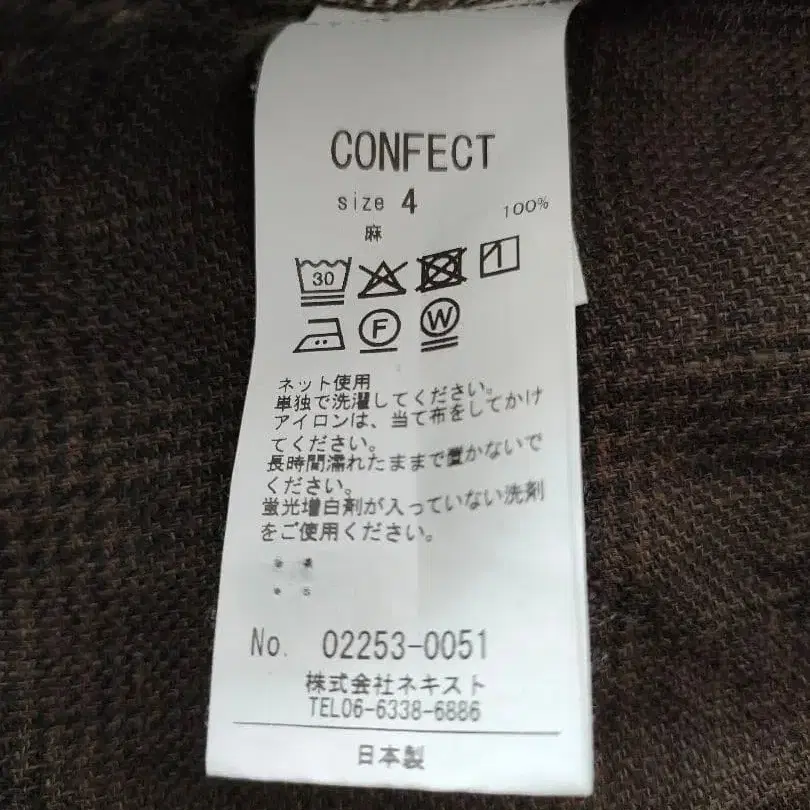 CONFECT
size 4
麻 100%
30
F W
ネット使用
単独で洗濯してください。
アイロンは、当て布をしてかけ
てください。
長時間濡れたままで置かないで
ください。
蛍光増白剤が入っていない洗剤
をご使用ください。
No. 02253-0051
株式会社ネキスト
TEL06-6338-6886
日本製